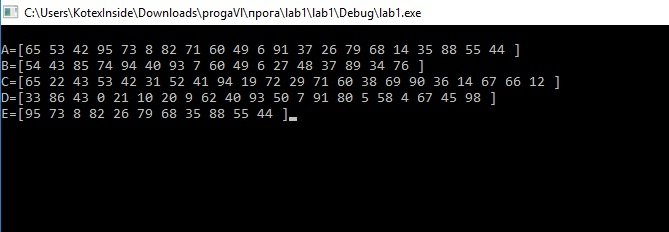 C:\Users\KotexInside\Downloads\progaVI\прога\lab1\lab1\Debug\lab1.exe
A=[65 53 42 95 73 8 82 71 60 49 6 91 37 26 79 68 14 35 88 55 44 ]
B=[54 43 85 74 94 40 93 7 60 49 6 27 48 37 89 34 76 ]
C=[65 22 43 53 42 31 52 41 94 19 72 29 71 60 38 69 90 36 14 67 66 12 ]
D=[33 86 43 0 21 10 20 9 62 40 93 50 7 91 80 5 58 4 67 45 98 ]
E=[95 73 8 82 26 79 68 35 88 55 44 ]